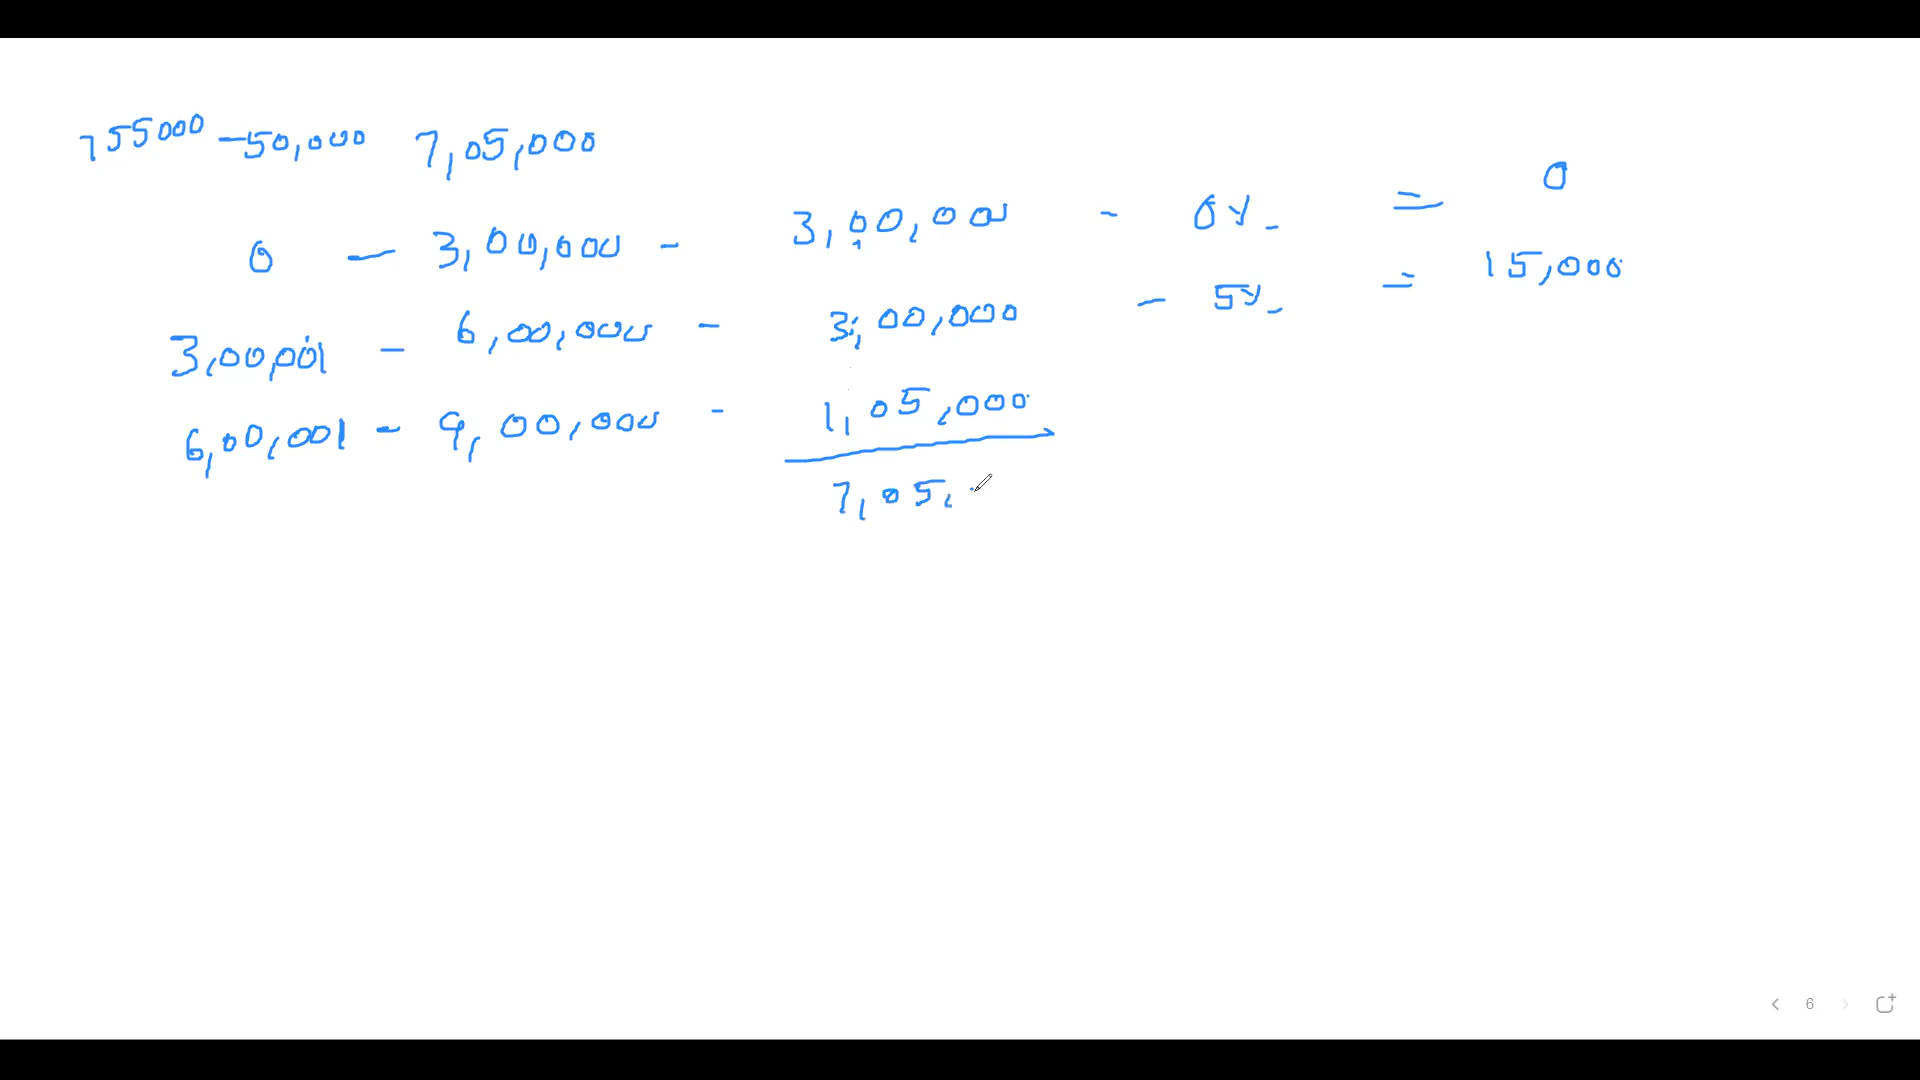 755000 - 50,000 7,05,000
0 - 3,00,000 - 3,00,000 - 0% = 0
3,00,001 - 6,00,000 - 3,00,000 - 5% = 15,000
6,00,001 - 9,00,000 - 1,05,000
7,05,
6